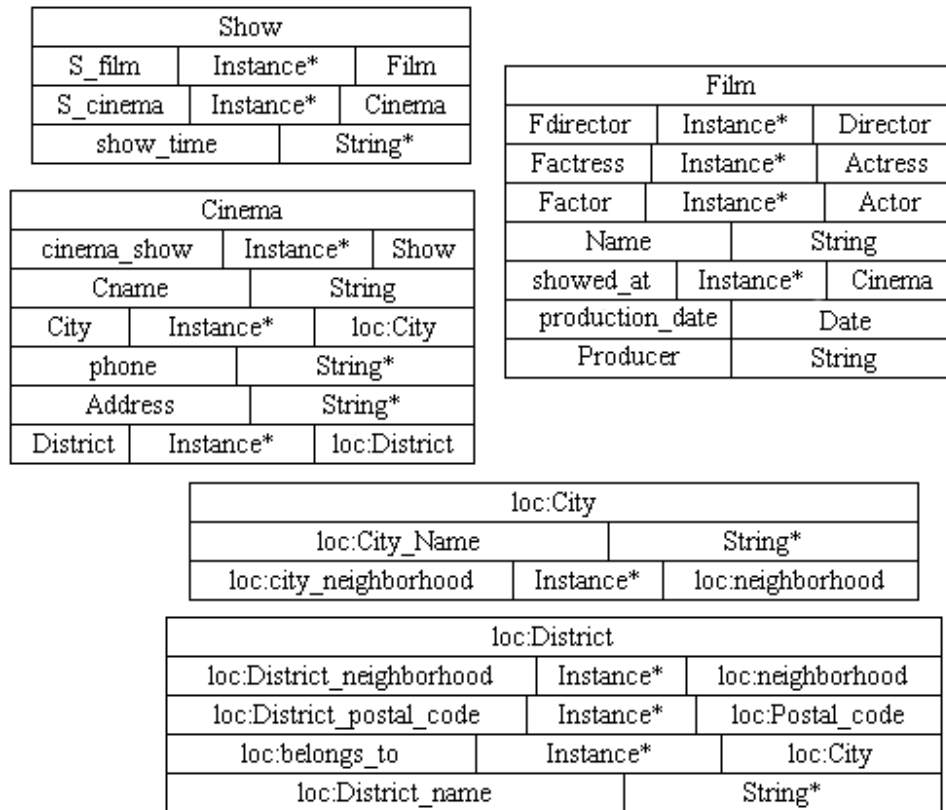 Show
S_film Instance* Film
S_cinema Instance* Cinema
show_time String*
Film
Fdirector Instance* Director
Factress Instance* Actress
Factor Instance* Actor
Name String
showed_at Instance* Cinema
production_date Date
Producer String
Cinema
cinema_show Instance* Show
Cname String
City Instance* loc:City
phone String*
Address String*
District Instance* loc:District
loc:City
loc:City_Name String*
loc:city_neighborhood Instance* loc:neighborhood
loc:District
loc:District_neighborhood Instance* loc:neighborhood
loc:District_postal_code Instance* loc:Postal_code
loc:belongs_to Instance* loc:City
loc:District_name String*